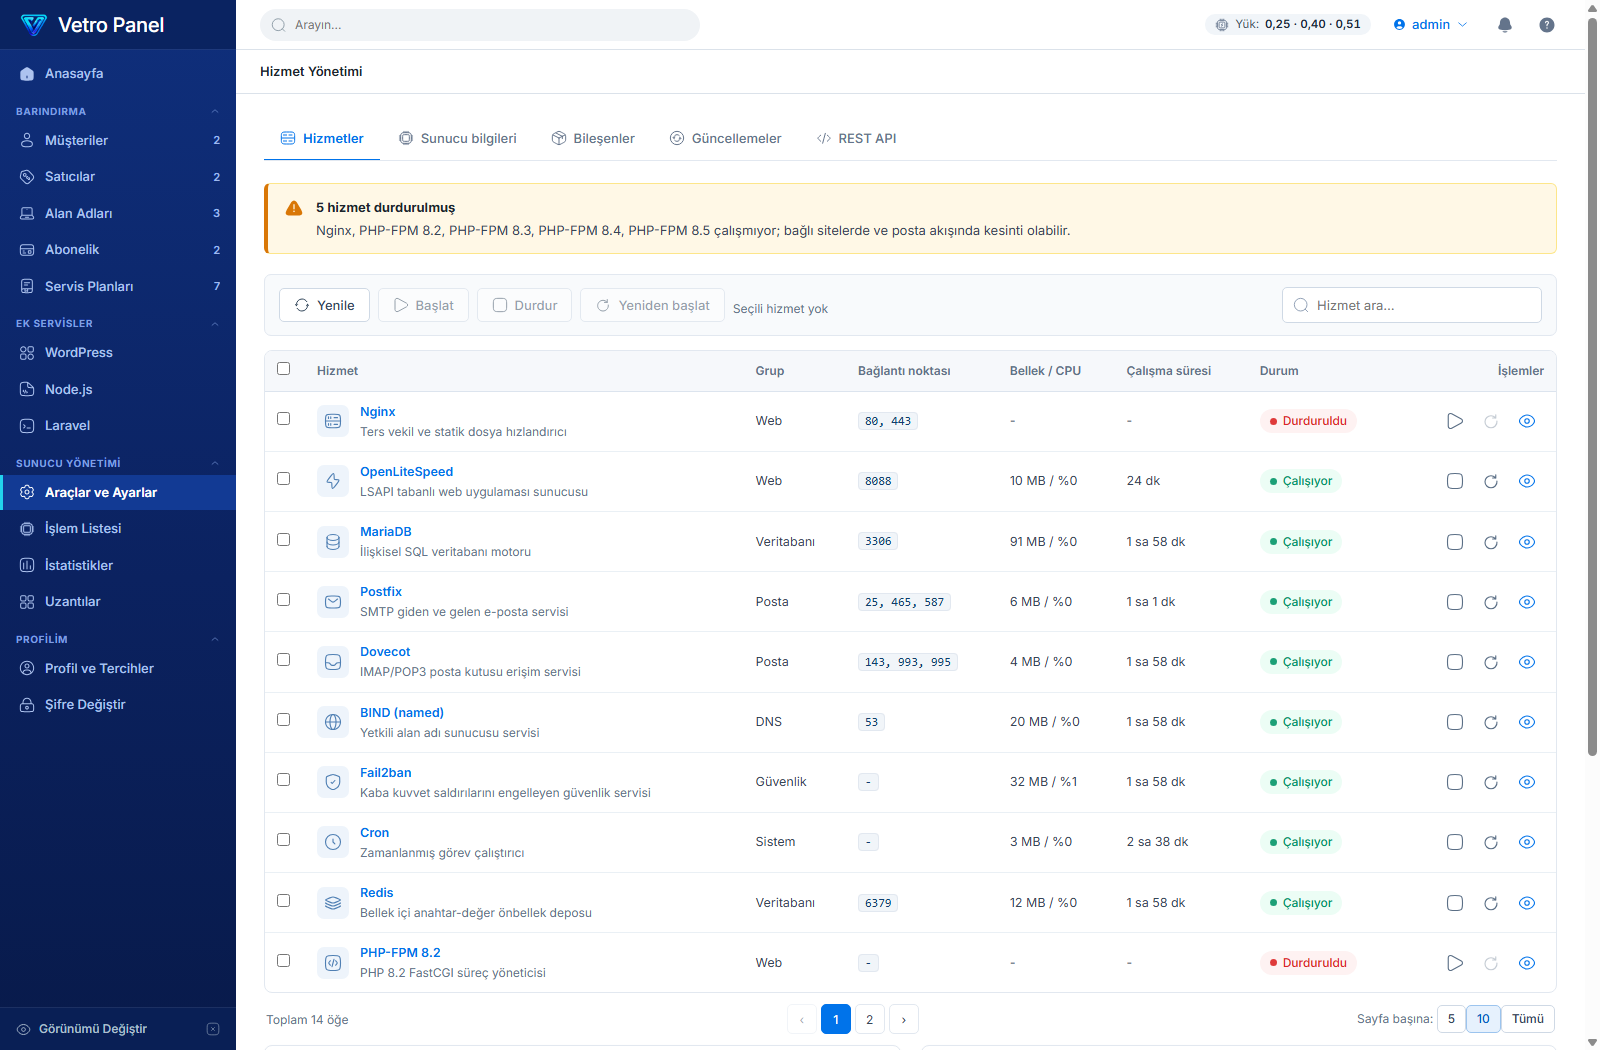 Vetro Panel
Arayın...
Yük: 0,25 · 0,40 · 0,51
admin
Anasayfa
BARINDIRMA
Müşteriler 2
Satıcılar 2
Alan Adları 3
Abonelik 2
Servis Planları 7
EK SERVİSLER
WordPress
Node.js
Laravel
SUNUCU YÖNETİMİ
Araçlar ve Ayarlar
İşlem Listesi
İstatistikler
Uzantılar
PROFİLİM
Profil ve Tercihler
Şifre Değiştir
Görünümü Değiştir
Hizmet Yönetimi
Hizmetler
Sunucu bilgileri
Bileşenler
Güncellemeler
REST API
5 hizmet durdurulmuş
Nginx, PHP-FPM 8.2, PHP-FPM 8.3, PHP-FPM 8.4, PHP-FPM 8.5 çalışmıyor; bağlı sitelerde ve posta akışında kesinti olabilir.
Yenile
Başlat
Durdur
Yeniden başlat
Seçili hizmet yok
Hizmet ara...
Hizmet Grup Bağlantı noktası Bellek / CPU Çalışma süresi Durum İşlemler
Nginx
Ters vekil ve statik dosya hızlandırıcı
Web 80, 443 - - Durduruldu
OpenLiteSpeed
LSAPI tabanlı web uygulaması sunucusu
Web 8088 10 MB / %0 24 dk Çalışıyor
MariaDB
İlişkisel SQL veritabanı motoru
Veritabanı 3306 91 MB / %0 1 sa 58 dk Çalışıyor
Postfix
SMTP giden ve gelen e-posta servisi
Posta 25, 465, 587 6 MB / %0 1 sa 1 dk Çalışıyor
Dovecot
IMAP/POP3 posta kutusu erişim servisi
Posta 143, 993, 995 4 MB / %0 1 sa 58 dk Çalışıyor
BIND (named)
Yetkili alan adı sunucusu servisi
DNS 53 20 MB / %0 1 sa 58 dk Çalışıyor
Fail2ban
Kaba kuvvet saldırılarını engelleyen güvenlik servisi
Güvenlik - 32 MB / %1 1 sa 58 dk Çalışıyor
Cron
Zamanlanmış görev çalıştırıcı
Sistem - 3 MB / %0 2 sa 38 dk Çalışıyor
Redis
Bellek içi anahtar-değer önbellek deposu
Veritabanı 6379 12 MB / %0 1 sa 58 dk Çalışıyor
PHP-FPM 8.2
PHP 8.2 FastCGI süreç yöneticisi
Web - - - Durduruldu
Toplam 14 öğe
‹ 1 2 ›
Sayfa başına: 5 10 Tümü